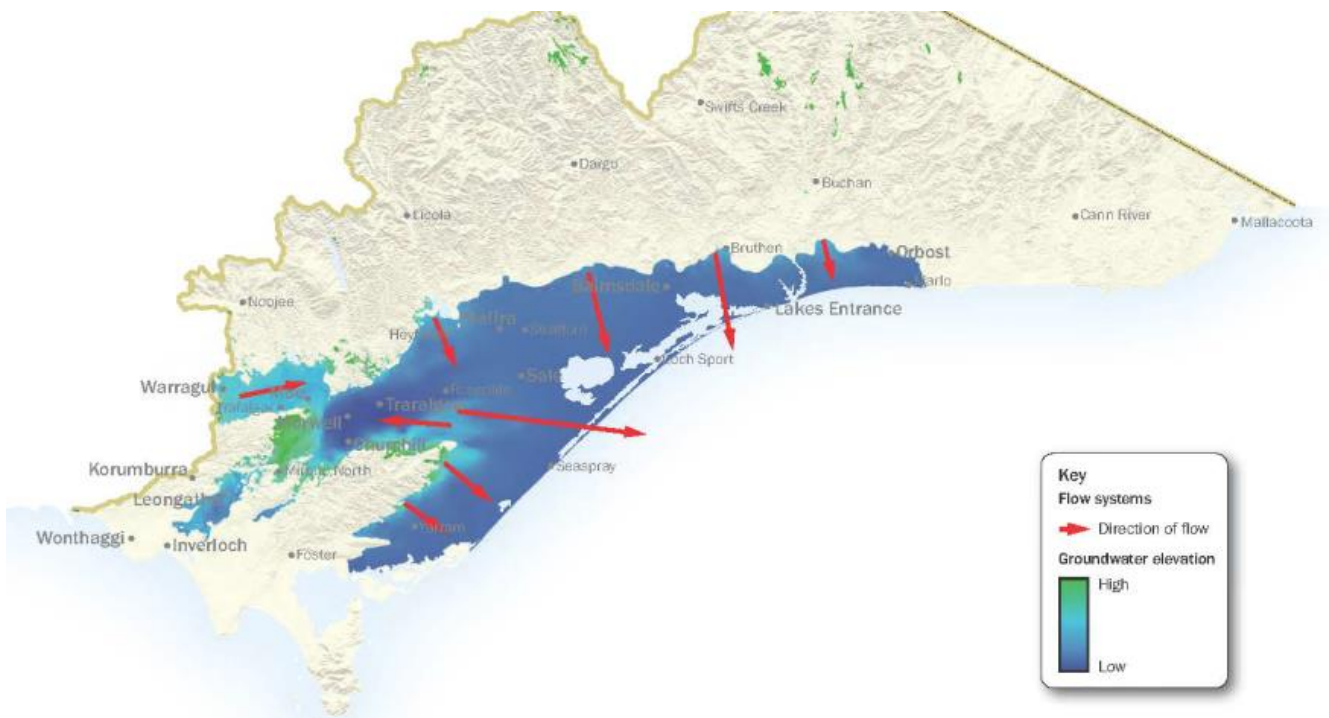 Swifts Creek
Dargo
Buchan
Licola
Cann River
Mallacoota
Bruthen
Orbost
Marlo
Bairnsdale
Noojee
Lakes Entrance
Maffra
Stratford
Heyfield
Loch Sport
Warragul
Sale
Moe
Rosedale
Trafalgar
Traralgon
Morwell
Churchill
Seaspray
Korumburra
Mirboo North
Leongatha
Yarram
Wonthaggi
Inverloch
Foster
Key
Flow systems
Direction of flow
Groundwater elevation
High
Low